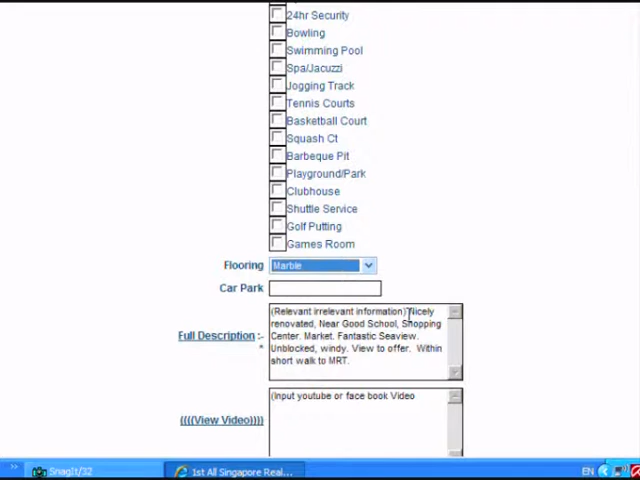 24hr Security
Bowling
Swimming Pool
Spa/Jacuzzi
Jogging Track
Tennis Courts
Basketball Court
Squash Ct
Barbeque Pit
Playground/Park
Clubhouse
Shuttle Service
Golf Putting
Games Room
Flooring Marble
Car Park
Full Description :-
*
(Relevant irrelevant information) Nicely
renovated, Near Good School, Shopping
Center. Market. Fantastic Seaview.
Unblocked, windy. View to offer. Within
short walk to MRT.
((((View Video))))
(Input youtube or face book Video
SnagIt/32
1st All Singapore Real...
EN